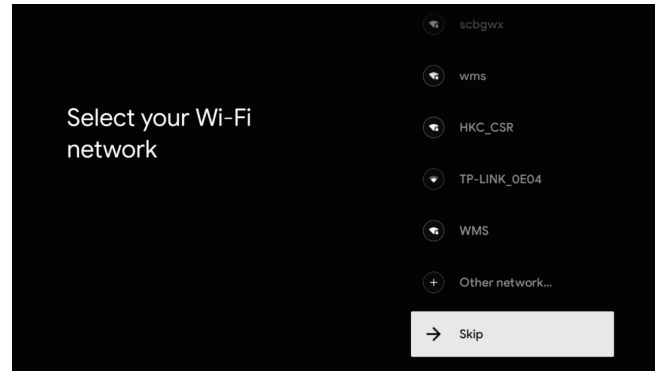 Select your Wi-Fi
network
scbgwx
wms
HKC_CSR
TP-LINK_0E04
WMS
Other network...
Skip